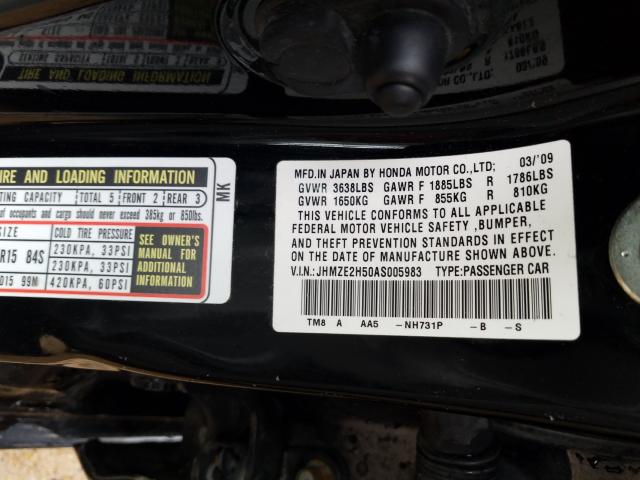 MFD.IN JAPAN BY HONDA MOTOR CO.,LTD; 03/'09
GVWR 3638LBS GAWR F 1885LBS R 1786LBS
GVWR 1650KG GAWR F 855KG R 810KG
THIS VEHICLE CONFORMS TO ALL APPLICABLE
FEDERAL MOTOR VEHICLE SAFETY ,BUMPER,
AND THEFT PREVENTION STANDARDS IN EFFECT
ON THE DATE OF MANUFACTURE SHOWN ABOVE.
V.I.N.: JHMZE2H50AS005983 TYPE:PASSENGER CAR
TM8 A AA5 -NH731P -B -S
AND LOADING INFORMATION
CAPACITY TOTAL 5 FRONT 2 REAR 3
of occupants and cargo should never exceed 385kg or 850lbs.
SIZE COLD TIRE PRESSURE
R15 84S 230KPA, 33PSI
230KPA, 33PSI
D15 99M 420KPA, 60PSI
SEE OWNER'S
MANUAL FOR
ADDITIONAL
INFORMATION
MK